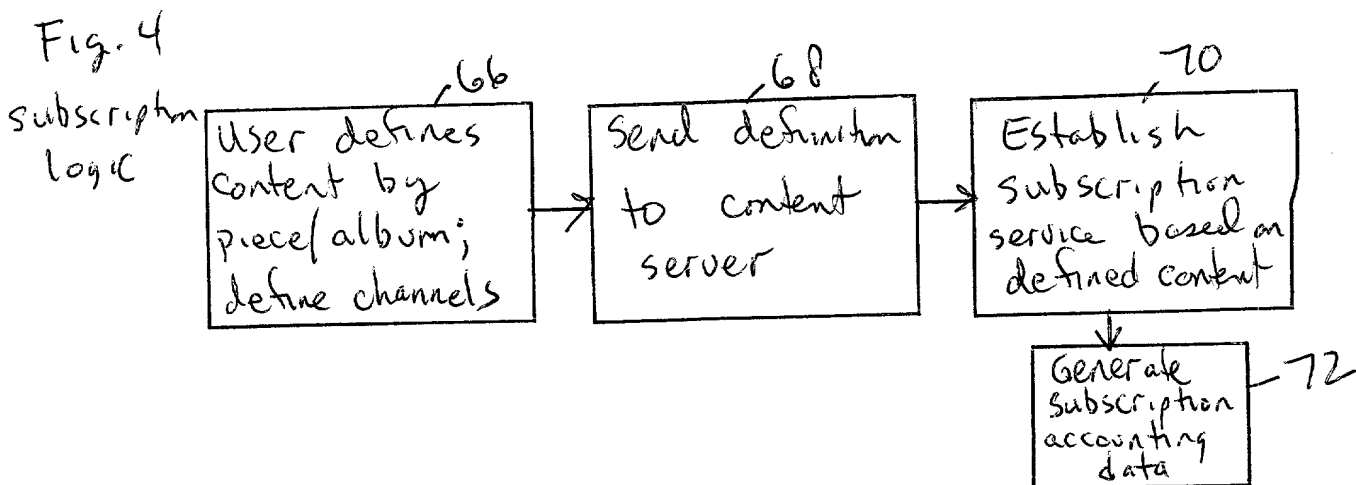 Fig. 4
subscription
logic
66
User defines
content by
piece/album;
define channels
68
Send definition
to content
server
70
Establish
subscription
service based on
defined content
72
Generate
subscription
accounting
data